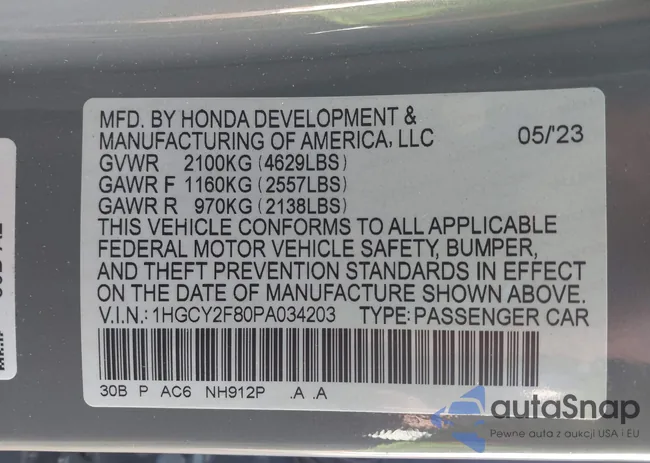 MFD. BY HONDA DEVELOPMENT &
MANUFACTURING OF AMERICA, LLC 05/'23
GVWR 2100KG (4629LBS)
GAWR F 1160KG (2557LBS)
GAWR R 970KG (2138LBS)
THIS VEHICLE CONFORMS TO ALL APPLICABLE
FEDERAL MOTOR VEHICLE SAFETY, BUMPER,
AND THEFT PREVENTION STANDARDS IN EFFECT
ON THE DATE OF MANUFACTURE SHOWN ABOVE.
V.I.N.: 1HGCY2F80PA034203 TYPE: PASSENGER CAR
30B P AC6 NH912P .A .A
autaSnap
Pewne auta z aukcji USA i EU